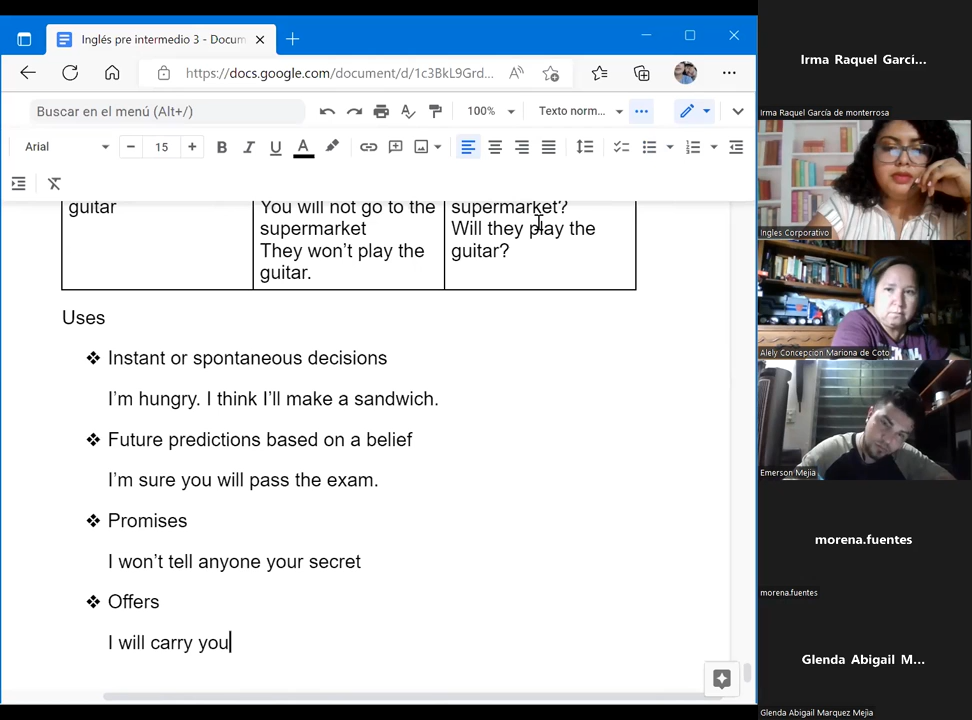 Inglés pre intermedio 3 - Docum
https://docs.google.com/document/d/1c3BkL9Grd...
Buscar en el menú (Alt+/)
100%
Texto norm...
Arial
15
guitar
You will not go to the
supermarket
They won't play the
guitar.
supermarket?
Will they play the
guitar?
Uses
❖ Instant or spontaneous decisions
I'm hungry. I think I'll make a sandwich.
❖ Future predictions based on a belief
I'm sure you will pass the exam.
❖ Promises
I won't tell anyone your secret
❖ Offers
I will carry you
Irma Raquel Garcí...
Irma Raquel García de monterrosa
Ingles Corporativo
Alely Concepcion Mariona de Coto
Emerson Mejia
morena.fuentes
morena.fuentes
Glenda Abigail M...
Glenda Abigail Marquez Mejia